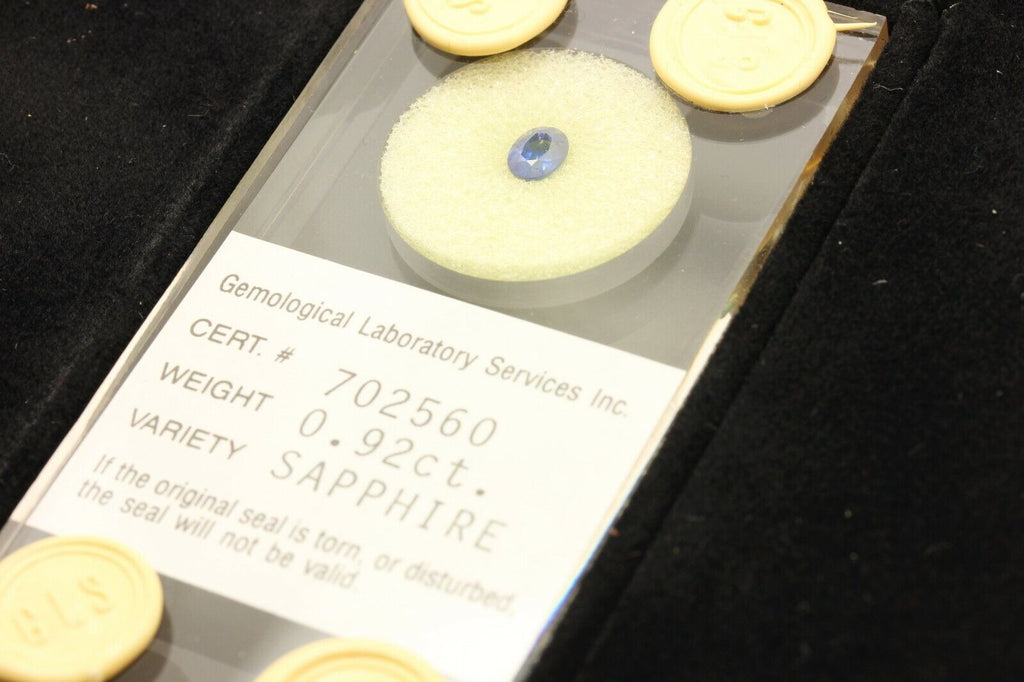 GLS
Gemological Laboratory Services Inc.
CERT. # 702560
WEIGHT 0.92ct.
VARIETY SAPPHIRE
If the original seal is torn, or disturbed,
the seal will not be valid.
GLS